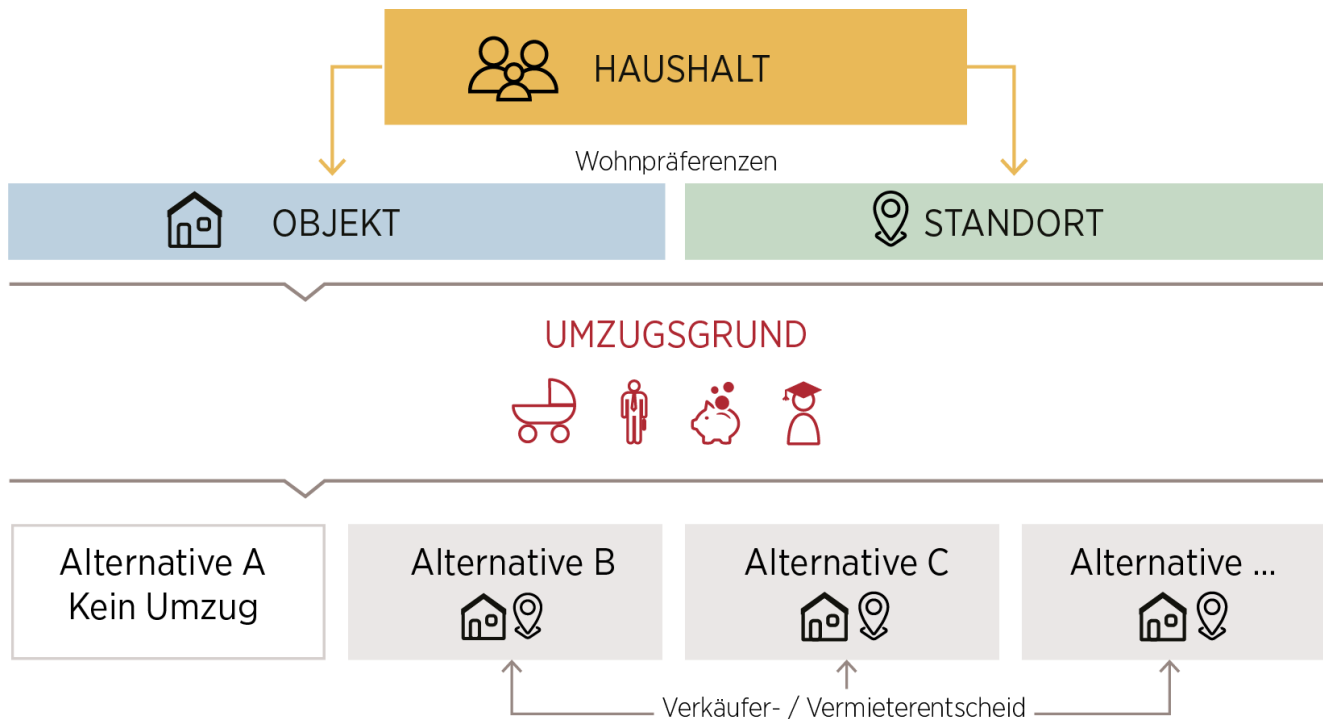 HAUSHALT
Wohnpräferenzen
OBJEKT
STANDORT
UMZUGSGRUND
Alternative A
Kein Umzug
Alternative B
Alternative C
Alternative ...
Verkäufer- / Vermieterentscheid